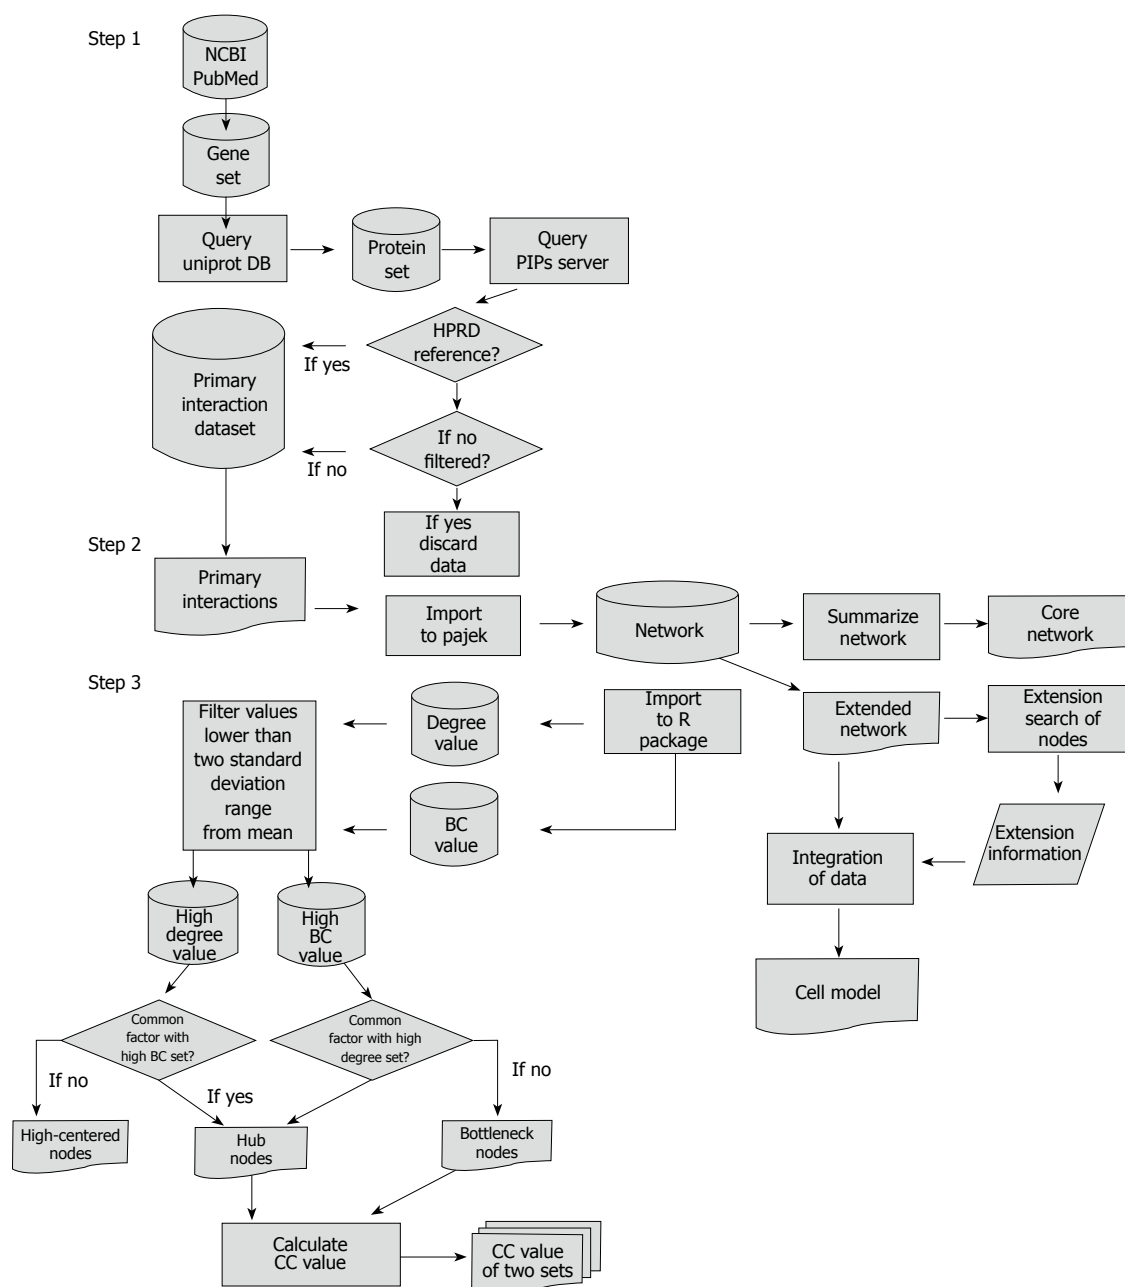 Step 1
NCBI
PubMed
Gene
set
Query
uniprot DB
Protein
set
Query
PIPs server
HPRD
reference?
If yes
Primary
interaction
dataset
If no
filtered?
If no
If yes
discard
data
Step 2
Primary
interactions
Import
to pajek
Network
Summarize
network
Core
network
Step 3
Filter values
lower than
two standard
deviation
range
from mean
Degree
value
Import
to R
package
Extended
network
Extension
search of
nodes
BC
value
Integration
of data
Extension
information
High
degree
value
High
BC
value
Cell model
Common
factor with
high BC set?
Common
factor with high
degree set?
If no
If yes
If no
High-centered
nodes
Hub
nodes
Bottleneck
nodes
Calculate
CC value
CC value
of two sets